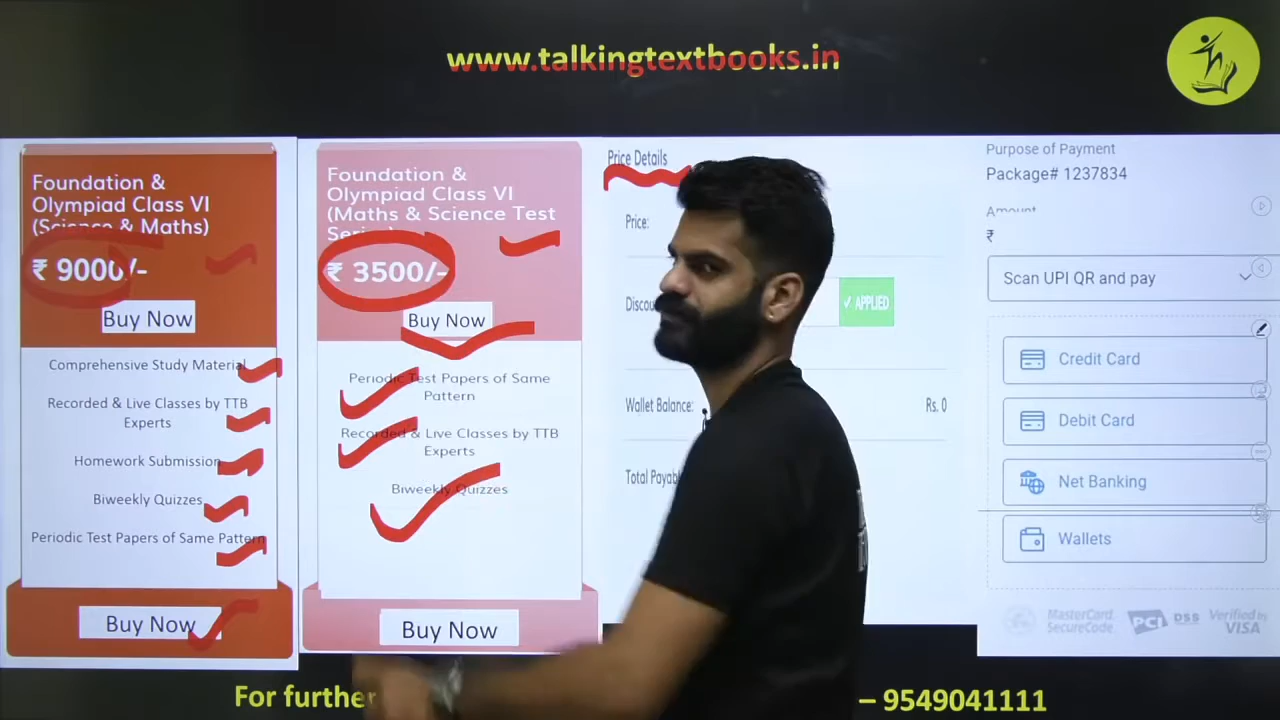 www.talkingtextbooks.in
Foundation &
Olympiad Class VI
(Science & Maths)
₹ 9000/-
Buy Now
Comprehensive Study Material
Recorded & Live Classes by TTB
Experts
Homework Submission
Biweekly Quizzes
Periodic Test Papers of Same Pattern
Buy Now
Foundation &
Olympiad Class VI
(Maths & Science Test
Series)
₹ 3500/-
Buy Now
Periodic Test Papers of Same
Pattern
Recorded & Live Classes by TTB
Experts
Biweekly Quizzes
Buy Now
Price Details
Price:
✓ APPLIED
Wallet Balance:
Rs. 0
Total
Purpose of Payment
Package# 1237834
Amount
₹
Scan UPI QR and pay
Credit Card
Debit Card
Net Banking
Wallets
MasterCard
SecureCode
PCI DSS
Verified by
VISA
For further
– 9549041111